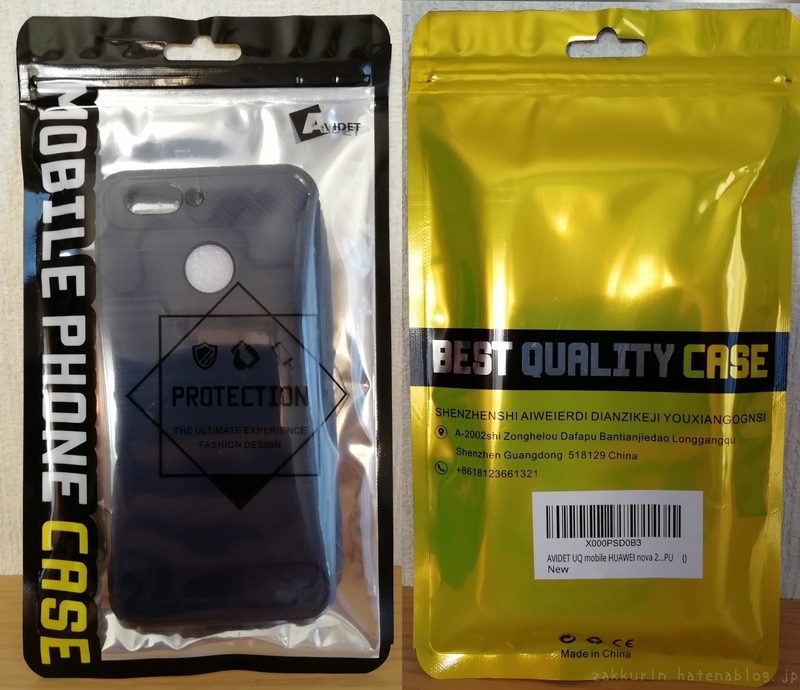 MOBILE PHONE CASE
AVIDET
PROTECTION
THE ULTIMATE EXPERIENCE
FASHION DESIGN
BEST QUALITY CASE
SHENZHENSHI AIWEIERDI DIANZIKEJI YOUXIANGOGNSI
A-2002shi Zonghelou Dafapu Bantianjiedao Longgangqu
Shenzhen Guangdong 518129 China
+8618123661321
X000PSD0B3
AVIDET UQ mobile HUAWEI nova 2...PU ()
New
CE
Made in China
zakkurin.hatenablog.jp